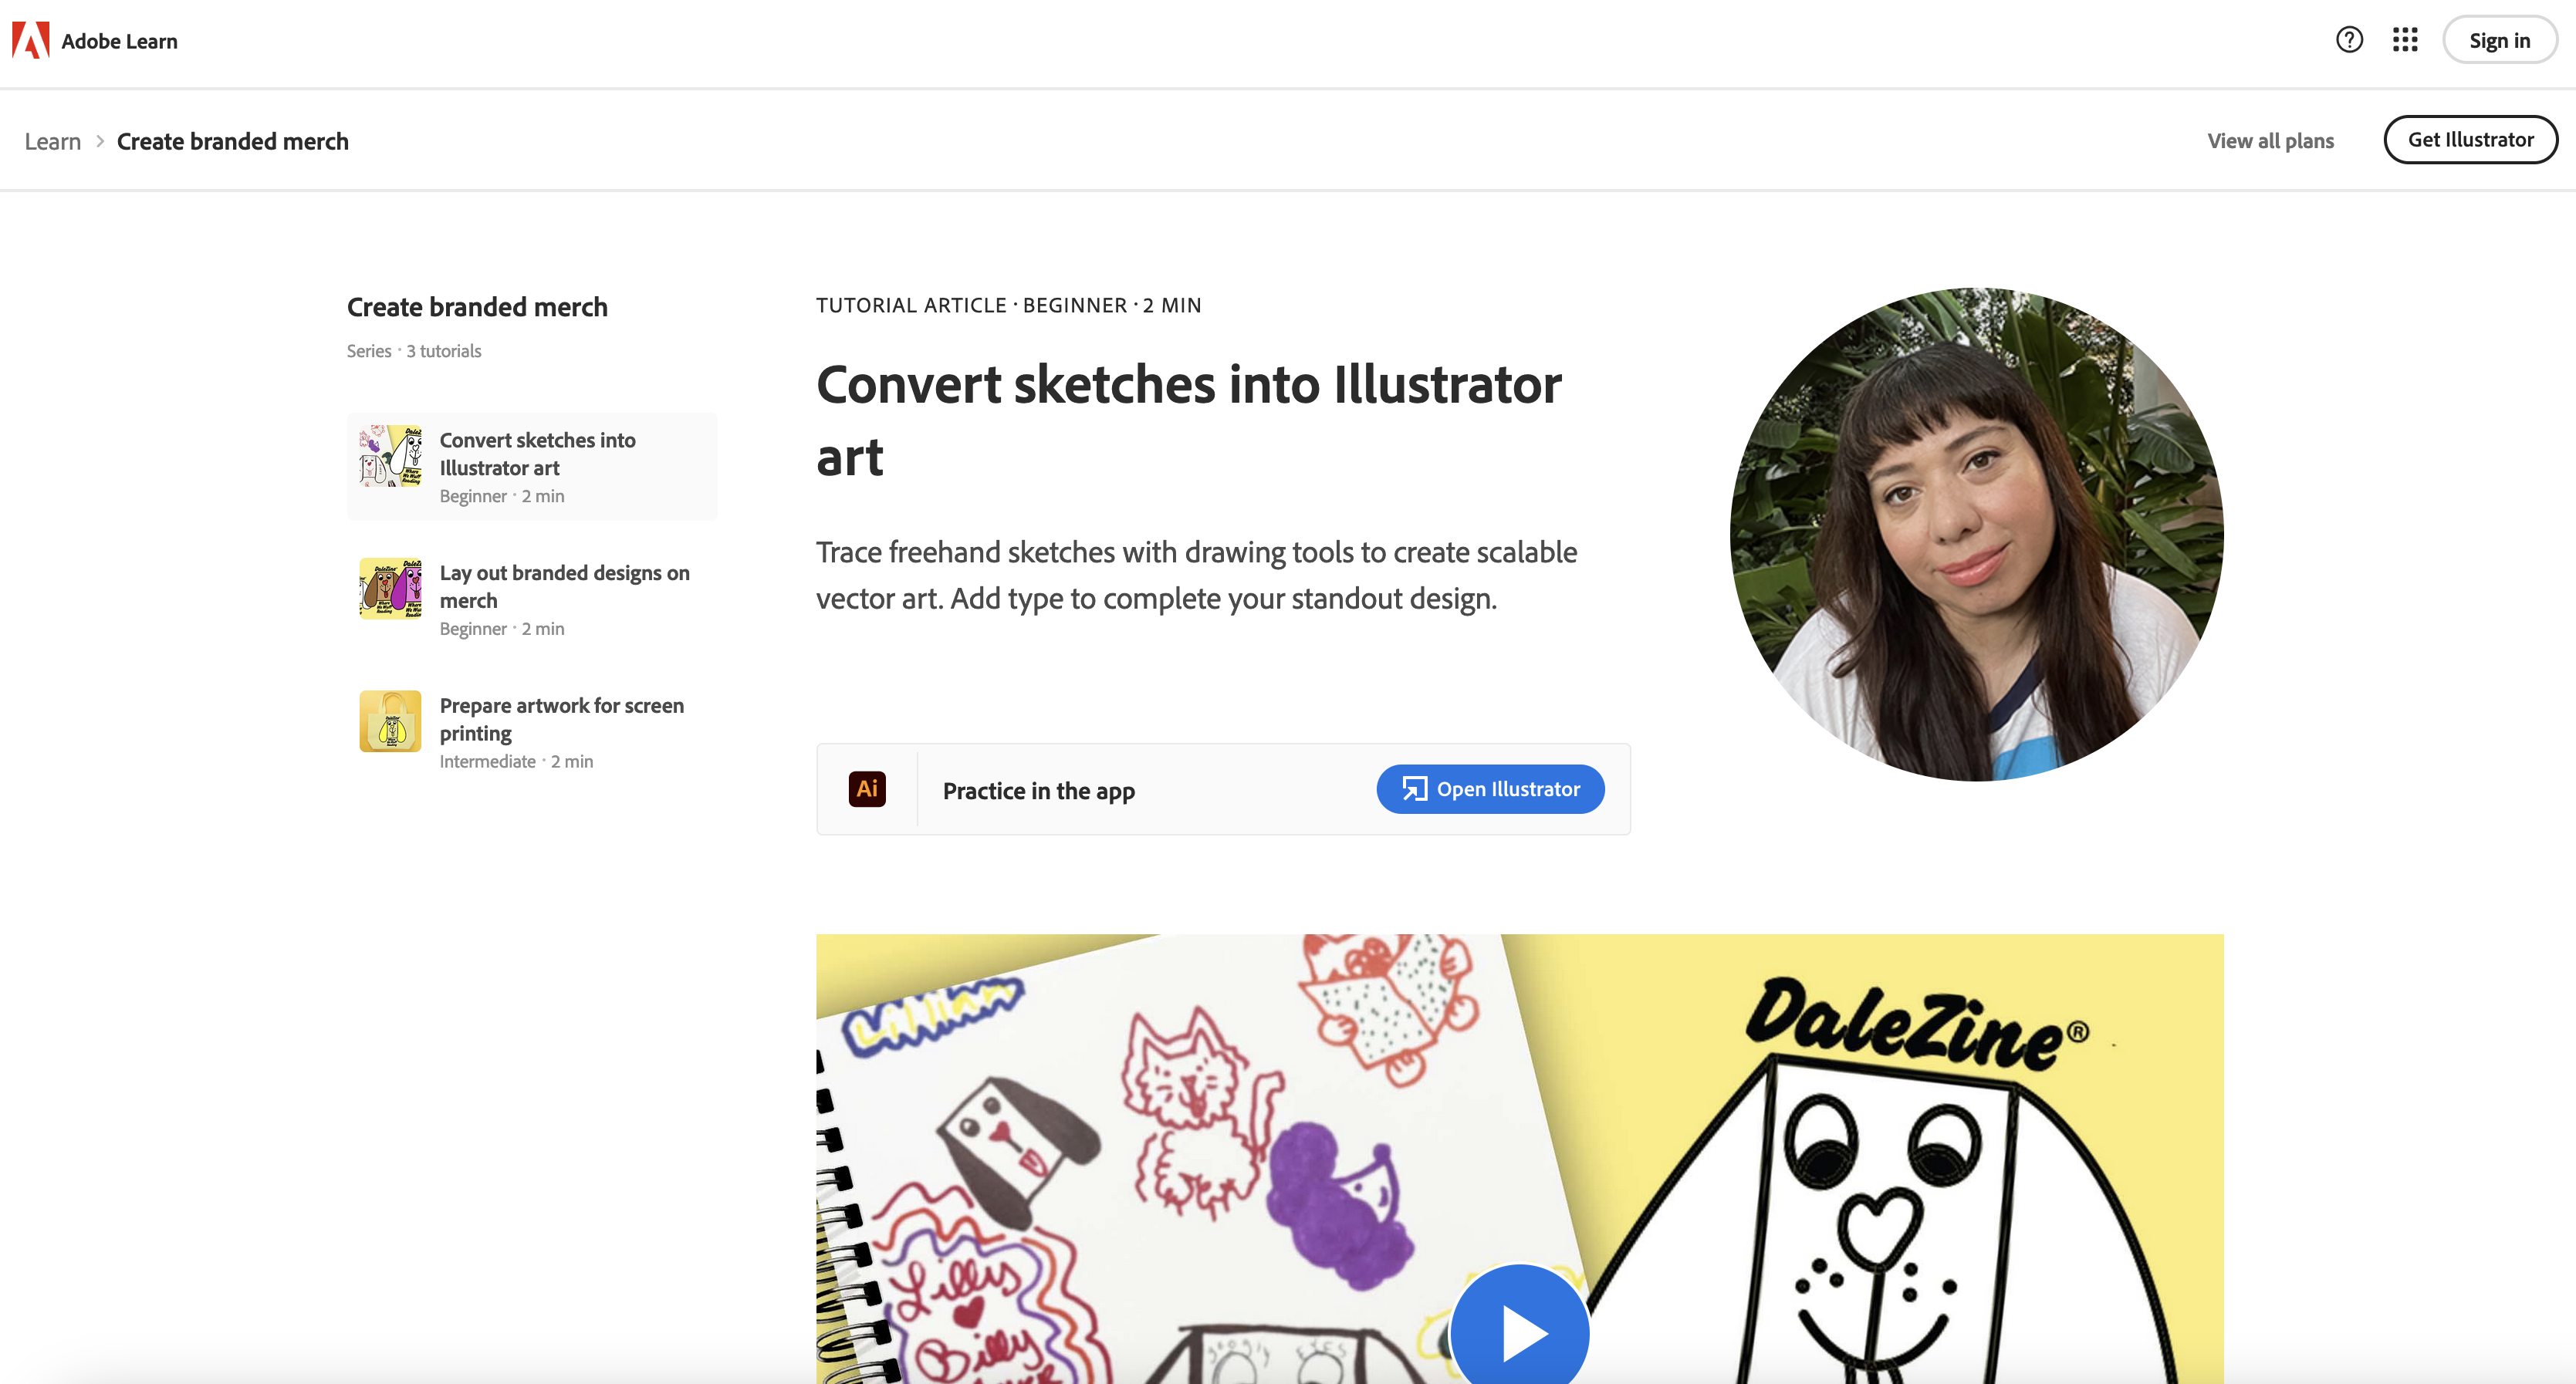 Adobe Learn
Sign in
Learn
Create branded merch
View all plans
Get Illustrator
Create branded merch
Series · 3 tutorials
Convert sketches into
Illustrator art
Beginner · 2 min
Lay out branded designs on
merch
Beginner · 2 min
Prepare artwork for screen
printing
Intermediate · 2 min
TUTORIAL ARTICLE · BEGINNER · 2 MIN
Convert sketches into Illustrator
art
Trace freehand sketches with drawing tools to create scalable
vector art. Add type to complete your standout design.
Ai
Practice in the app
Open Illustrator
Lillian
DaleZine®
Lilly
Billy
googly EYES